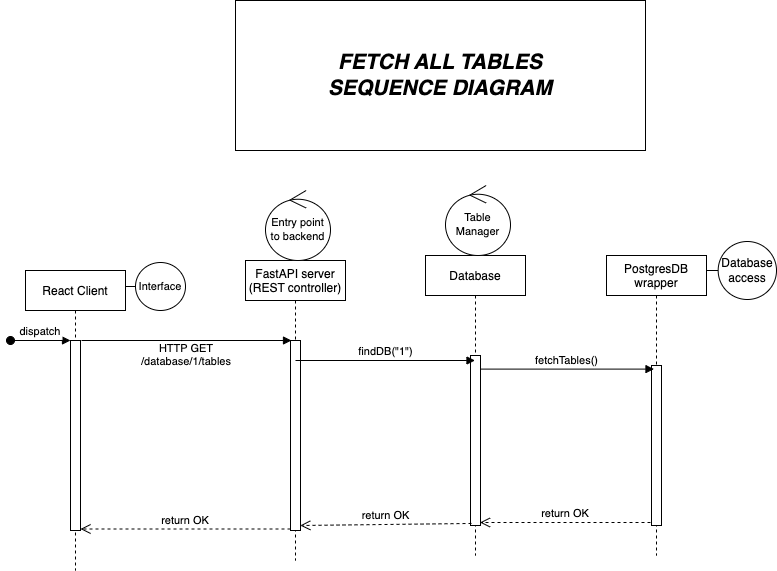 FETCH ALL TABLES
SEQUENCE DIAGRAM
Entry point
to backend
Table
Manager
Interface
Database
access
React Client
FastAPI server
(REST controller)
Database
PostgresDB
wrapper
dispatch
HTTP GET
/database/1/tables
findDB("1")
fetchTables()
return OK
return OK
return OK